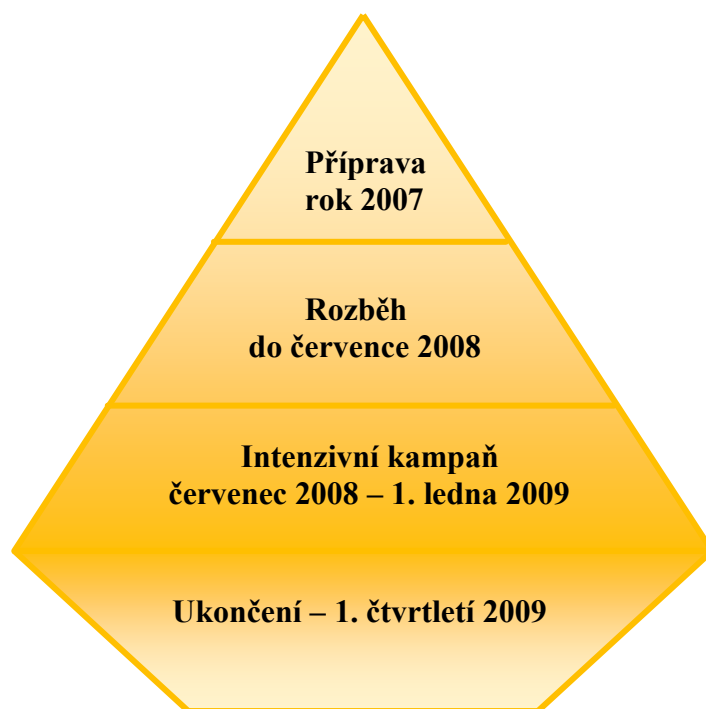 Příprava
rok 2007
Rozběh
do července 2008
Intenzivní kampaň
červenec 2008 – 1. ledna 2009
Ukončení – 1. čtvrtletí 2009